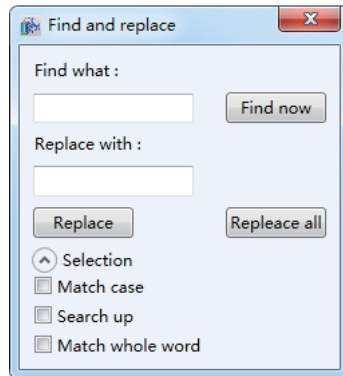 Find and replace
Find what :
Find now
Replace with :
Replace
Repleace all
Selection
Match case
Search up
Match whole word